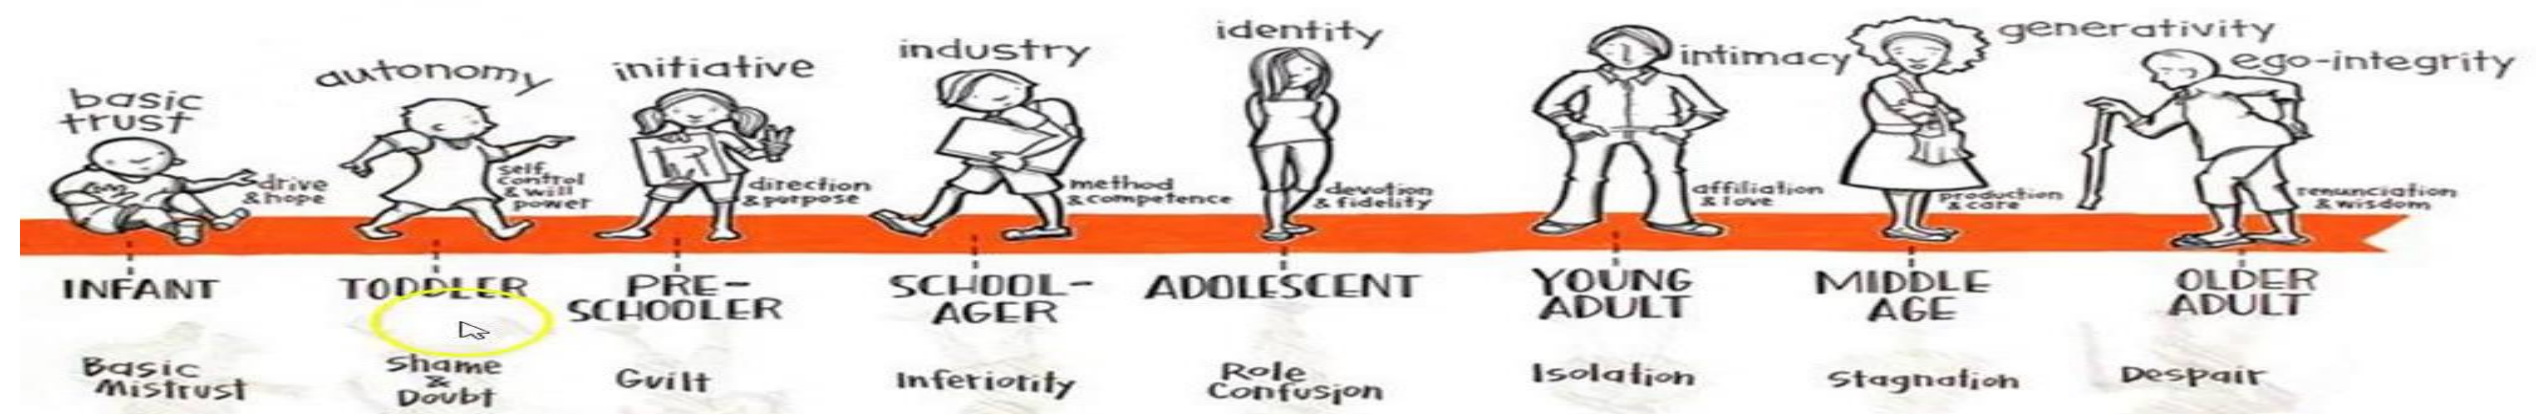 basic
trust
drive
& hope
INFANT
Basic
Mistrust
autonomy
self
control
& will
power
TODDLER
Shame
&
Doubt
initiative
direction
& purpose
PRE-
SCHOOLER
Guilt
industry
method
& competence
SCHOOL-
AGER
Inferiority
identity
devotion
& fidelity
ADOLESCENT
Role
Confusion
intimacy
affiliation
& love
YOUNG
ADULT
Isolation
generativity
production
& care
MIDDLE
AGE
Stagnation
ego-integrity
renunciation
& wisdom
OLDER
ADULT
Despair